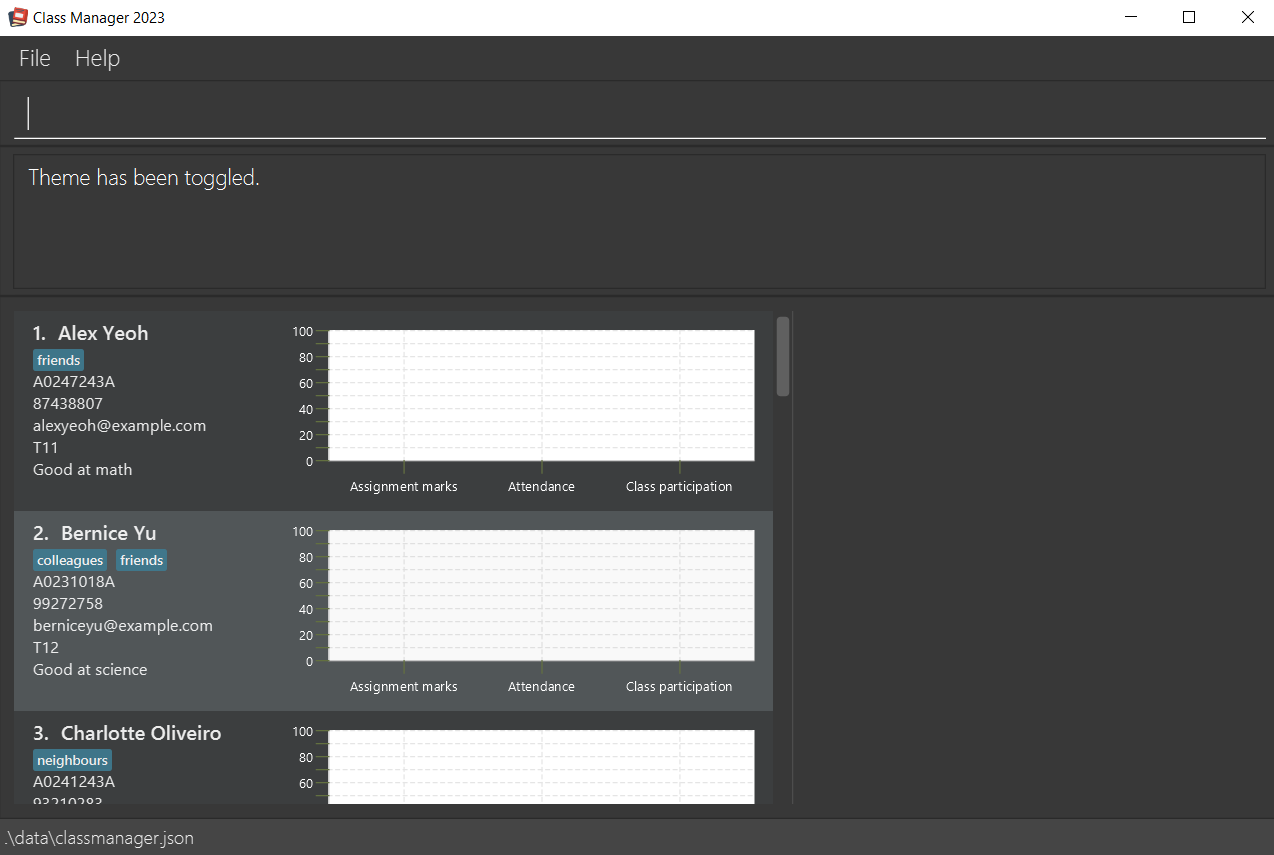 Class Manager 2023
File Help
Theme has been toggled.
1. Alex Yeoh
friends
A0247243A
87438807
alexyeoh@example.com
T11
Good at math
100
80
60
40
20
0
Assignment marks Attendance Class participation
2. Bernice Yu
colleagues friends
A0231018A
99272758
berniceyu@example.com
T12
Good at science
100
80
60
40
20
0
Assignment marks Attendance Class participation
3. Charlotte Oliveiro
neighbours
A0241243A
93210283
100
80
60
.\data\classmanager.json